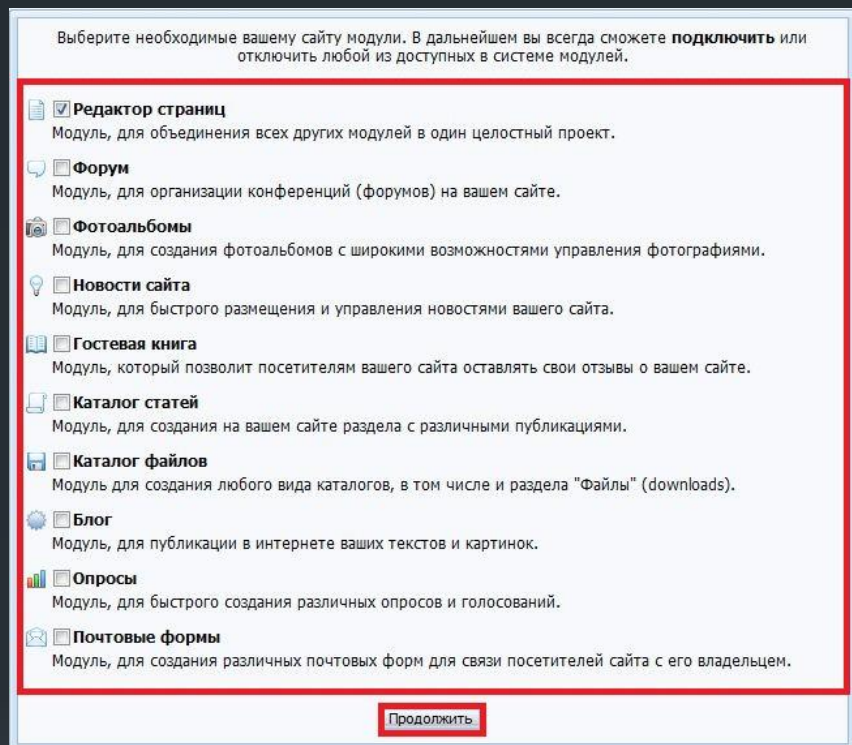 Выберите необходимые вашему сайту модули. В дальнейшем вы всегда сможете подключить или
отключить любой из доступных в системе модулей.
Редактор страниц
Модуль, для объединения всех других модулей в один целостный проект.
Форум
Модуль, для организации конференций (форумов) на вашем сайте.
Фотоальбомы
Модуль, для создания фотоальбомов с широкими возможностями управления фотографиями.
Новости сайта
Модуль, для быстрого размещения и управления новостями вашего сайта.
Гостевая книга
Модуль, который позволит посетителям вашего сайта оставлять свои отзывы о вашем сайте.
Каталог статей
Модуль, для создания на вашем сайте раздела с различными публикациями.
Каталог файлов
Модуль для создания любого вида каталогов, в том числе и раздела "Файлы" (downloads).
Блог
Модуль, для публикации в интернете ваших текстов и картинок.
Опросы
Модуль, для быстрого создания различных опросов и голосований.
Почтовые формы
Модуль, для создания различных почтовых форм для связи посетителей сайта с его владельцем.
Продолжить